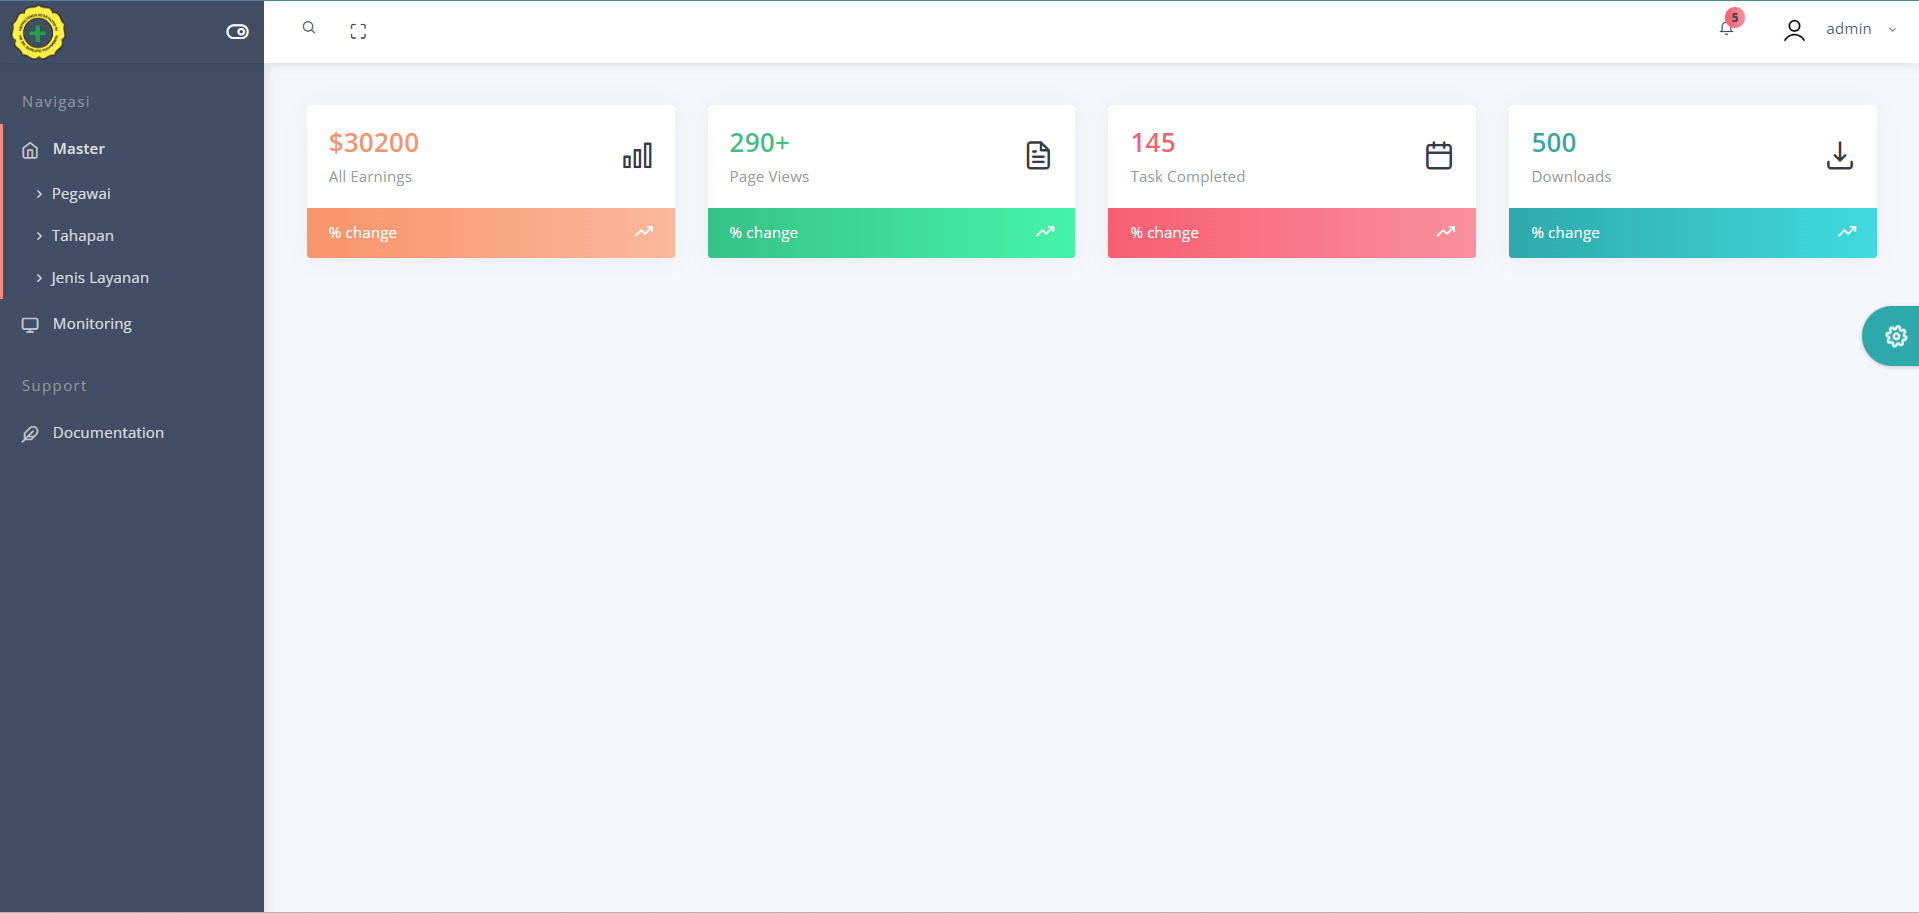 5
admin
Navigasi
Master
Pegawai
Tahapan
Jenis Layanan
Monitoring
Support
Documentation
$30200
All Earnings
% change
290+
Page Views
% change
145
Task Completed
% change
500
Downloads
% change